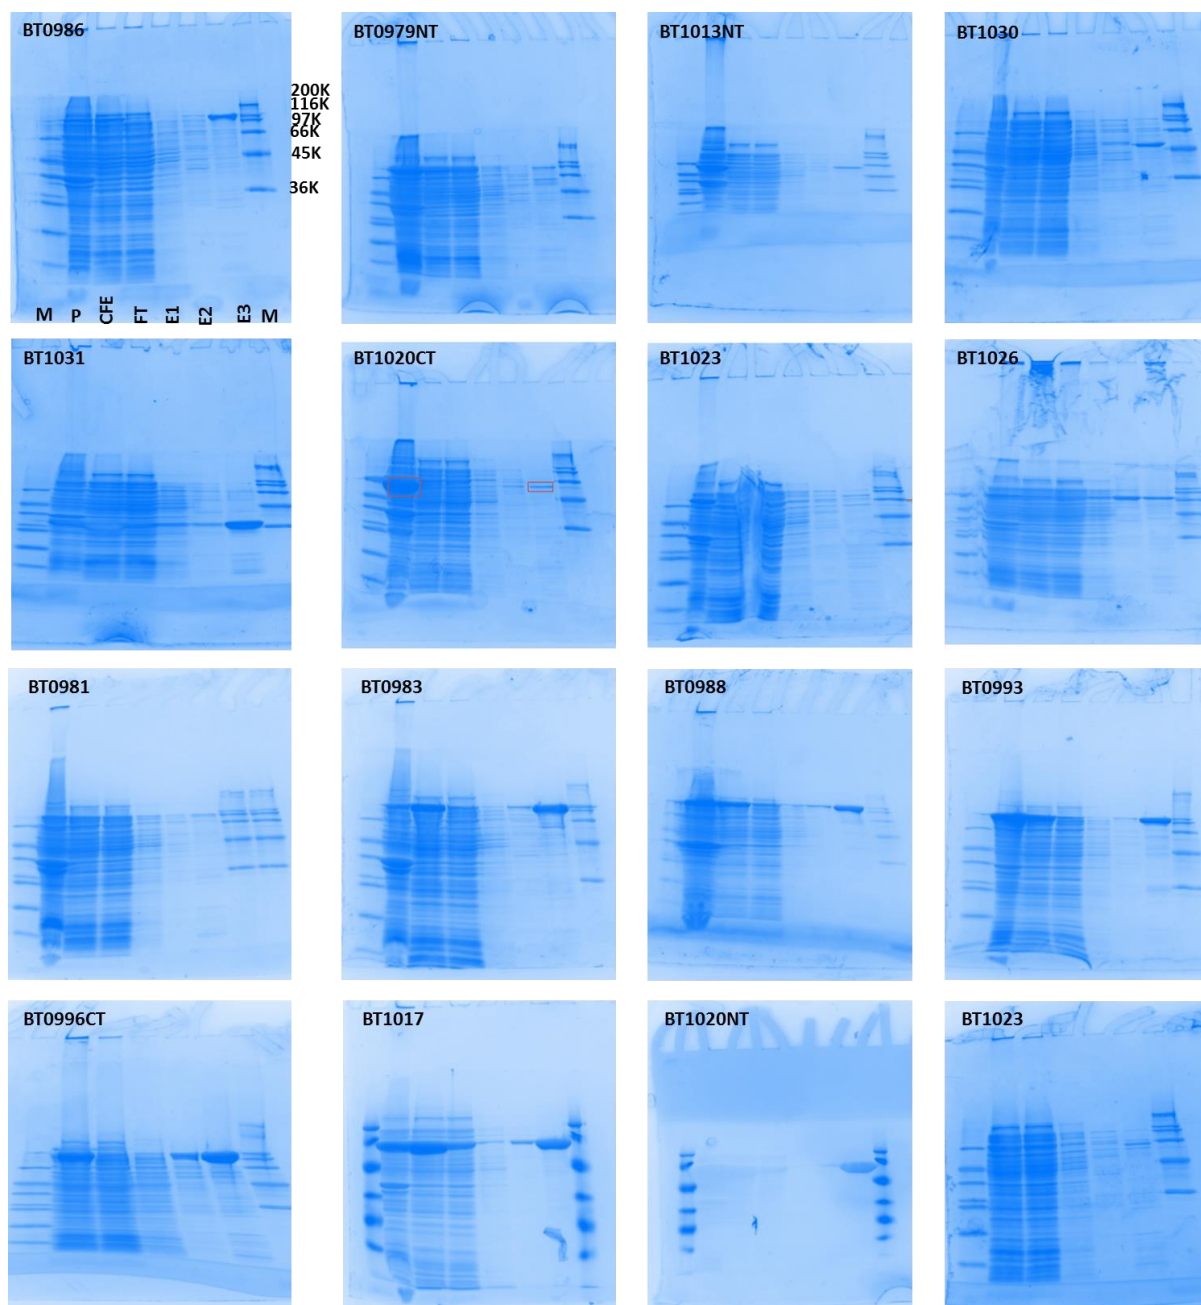 BT0986
BT0979NT
BT1013NT
BT1030
200K
116K
97K
66K
45K
36K
M P CFE FT E1 E2 E3 M
BT1031
BT1020CT
BT1023
BT1026
BT0981
BT0983
BT0988
BT0993
BT0996CT
BT1017
BT1020NT
BT1023